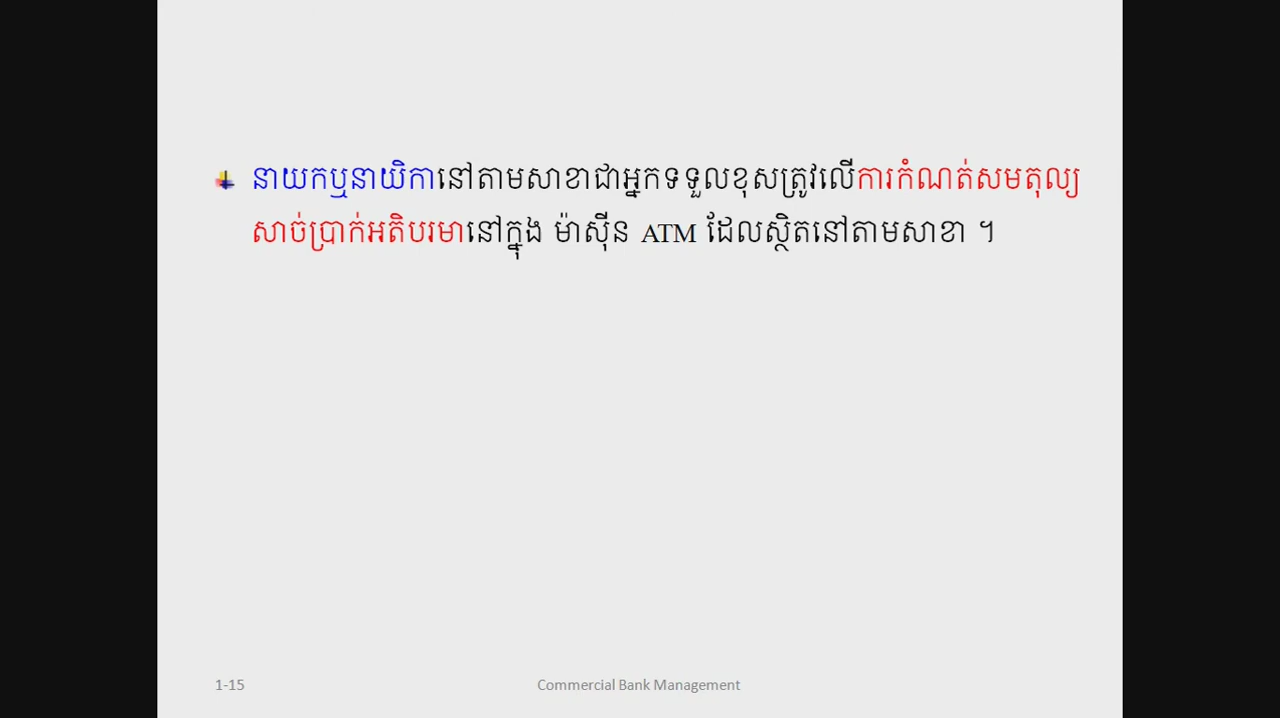 នាយកឬនាយិកានៅតាមសាខាជាអ្នកទទួលខុសត្រូវលើការកំណត់សមតុល្យ
សាច់ប្រាក់អតិបរមានៅក្នុង ម៉ាស៊ីន ATM ដែលស្ថិតនៅតាមសាខា ។
1-15
Commercial Bank Management